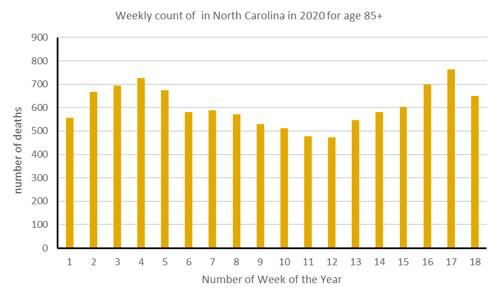 Weekly count of  in North Carolina in 2020 for age 85+
900
800
700
600
500
400
300
200
100
0
number of deaths
1 2 3 4 5 6 7 8 9 10 11 12 13 14 15 16 17 18
Number of Week of the Year